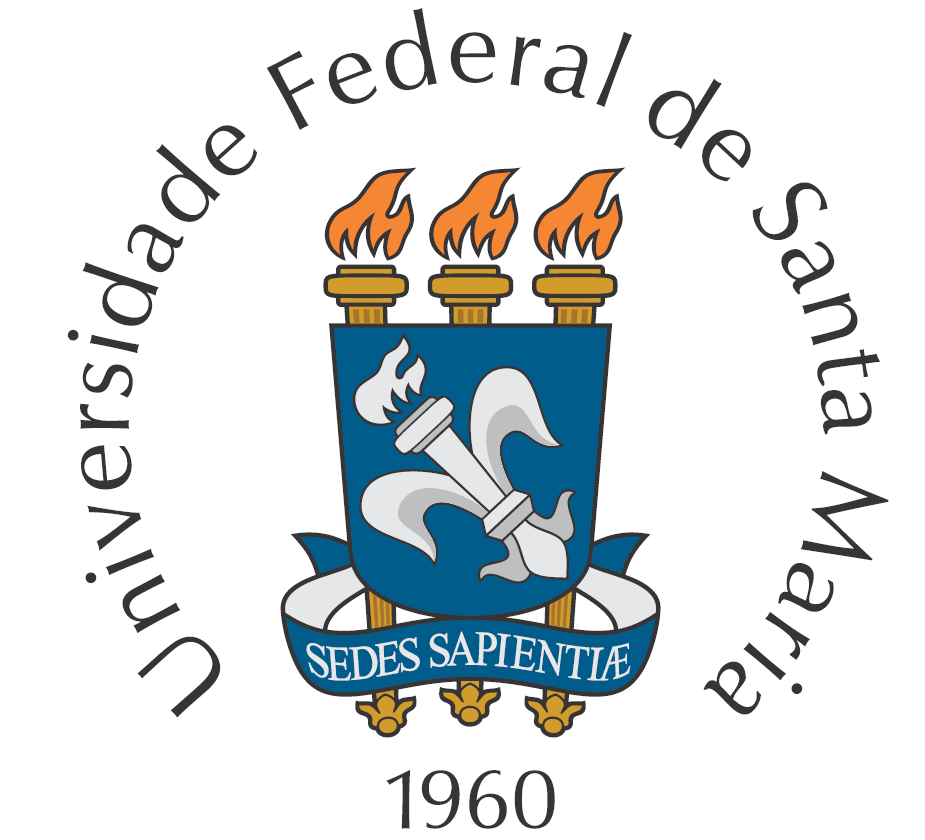 Universidade Federal de Santa Maria
SEDES SAPIENTIÆ
1960